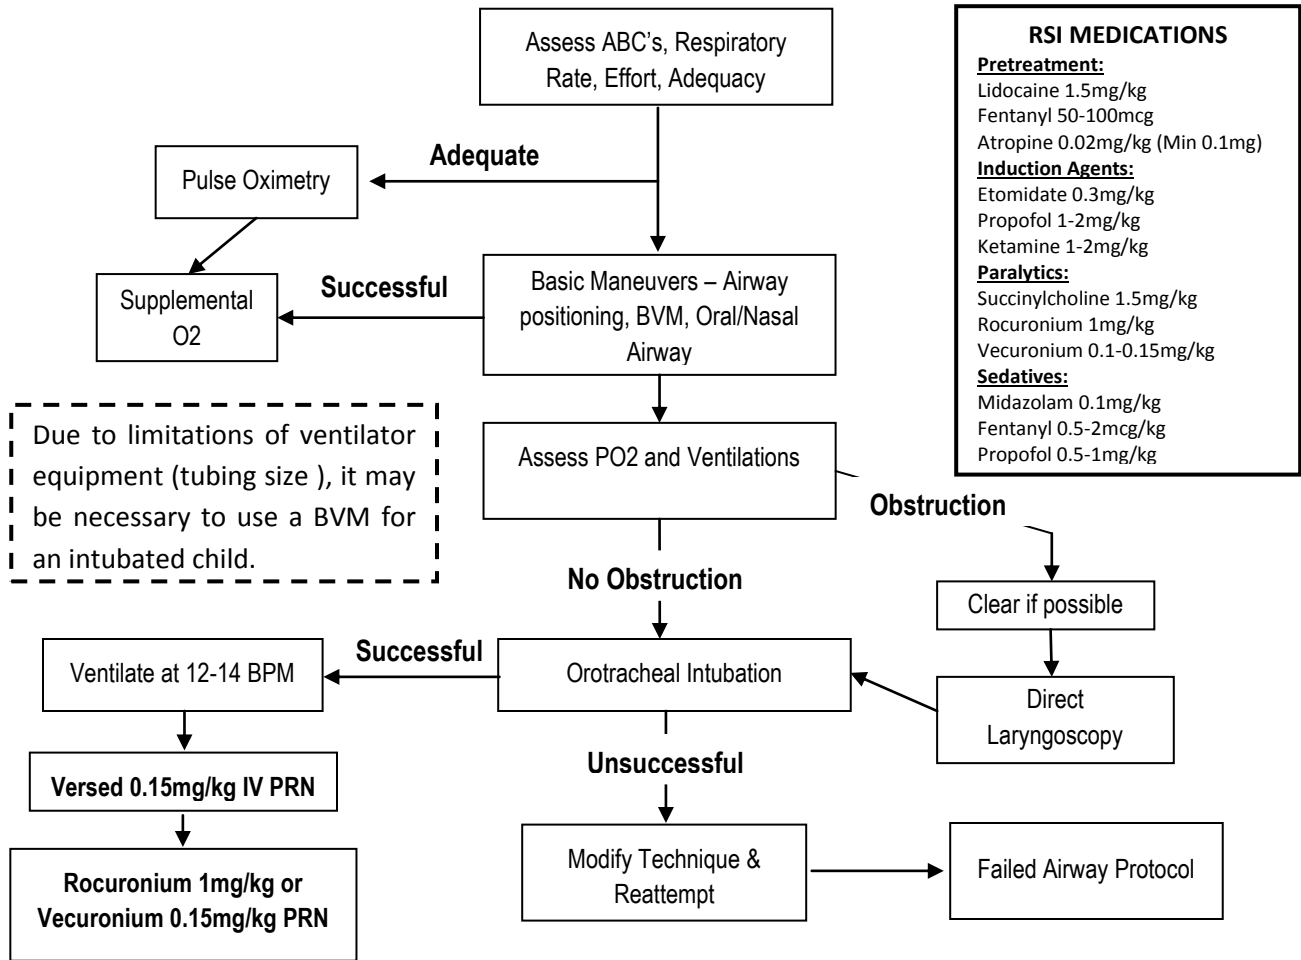 Assess ABC's, Respiratory
Rate, Effort, Adequacy
Adequate
Pulse Oximetry
Supplemental
O2
Successful
Basic Maneuvers – Airway
positioning, BVM, Oral/Nasal
Airway
Due to limitations of ventilator
equipment (tubing size ), it may
be necessary to use a BVM for
an intubated child.
Assess PO2 and Ventilations
Obstruction
No Obstruction
Clear if possible
Direct
Laryngoscopy
Orotracheal Intubation
Successful
Ventilate at 12-14 BPM
Versed 0.15mg/kg IV PRN
Rocuronium 1mg/kg or
Vecuronium 0.15mg/kg PRN
Unsuccessful
Modify Technique &
Reattempt
Failed Airway Protocol
RSI MEDICATIONS
Pretreatment:
Lidocaine 1.5mg/kg
Fentanyl 50-100mcg
Atropine 0.02mg/kg (Min 0.1mg)
Induction Agents:
Etomidate 0.3mg/kg
Propofol 1-2mg/kg
Ketamine 1-2mg/kg
Paralytics:
Succinylcholine 1.5mg/kg
Rocuronium 1mg/kg
Vecuronium 0.1-0.15mg/kg
Sedatives:
Midazolam 0.1mg/kg
Fentanyl 0.5-2mcg/kg
Propofol 0.5-1mg/kg